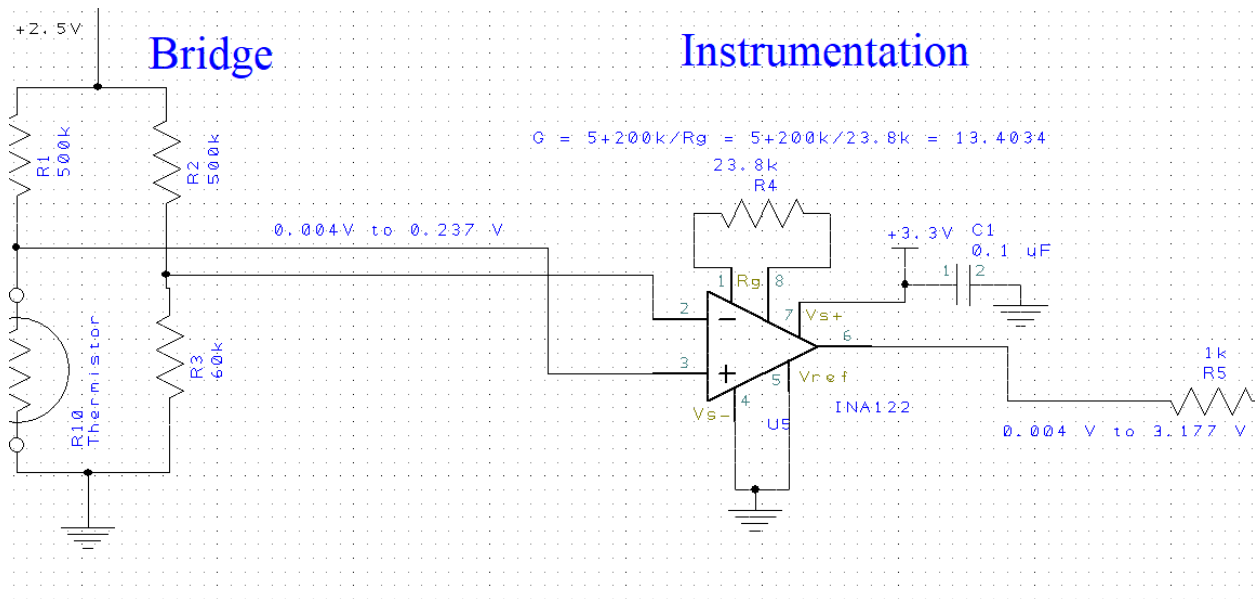 +2.5V
Bridge
Instrumentation
R1
500k
R2
500k
G = 5+200k/Rg = 5+200k/23.8k = 13.4034
23.8k
R4
0.004V to 0.237 V
+3.3V
C1
0.1 uF
1
2
1
Rg
8
2
7
Vs+
6
3
5
Vref
4
Vs-
U5
INA122
Thermistor
R10
R3
60k
1k
R5
0.004 V to 3.177 V